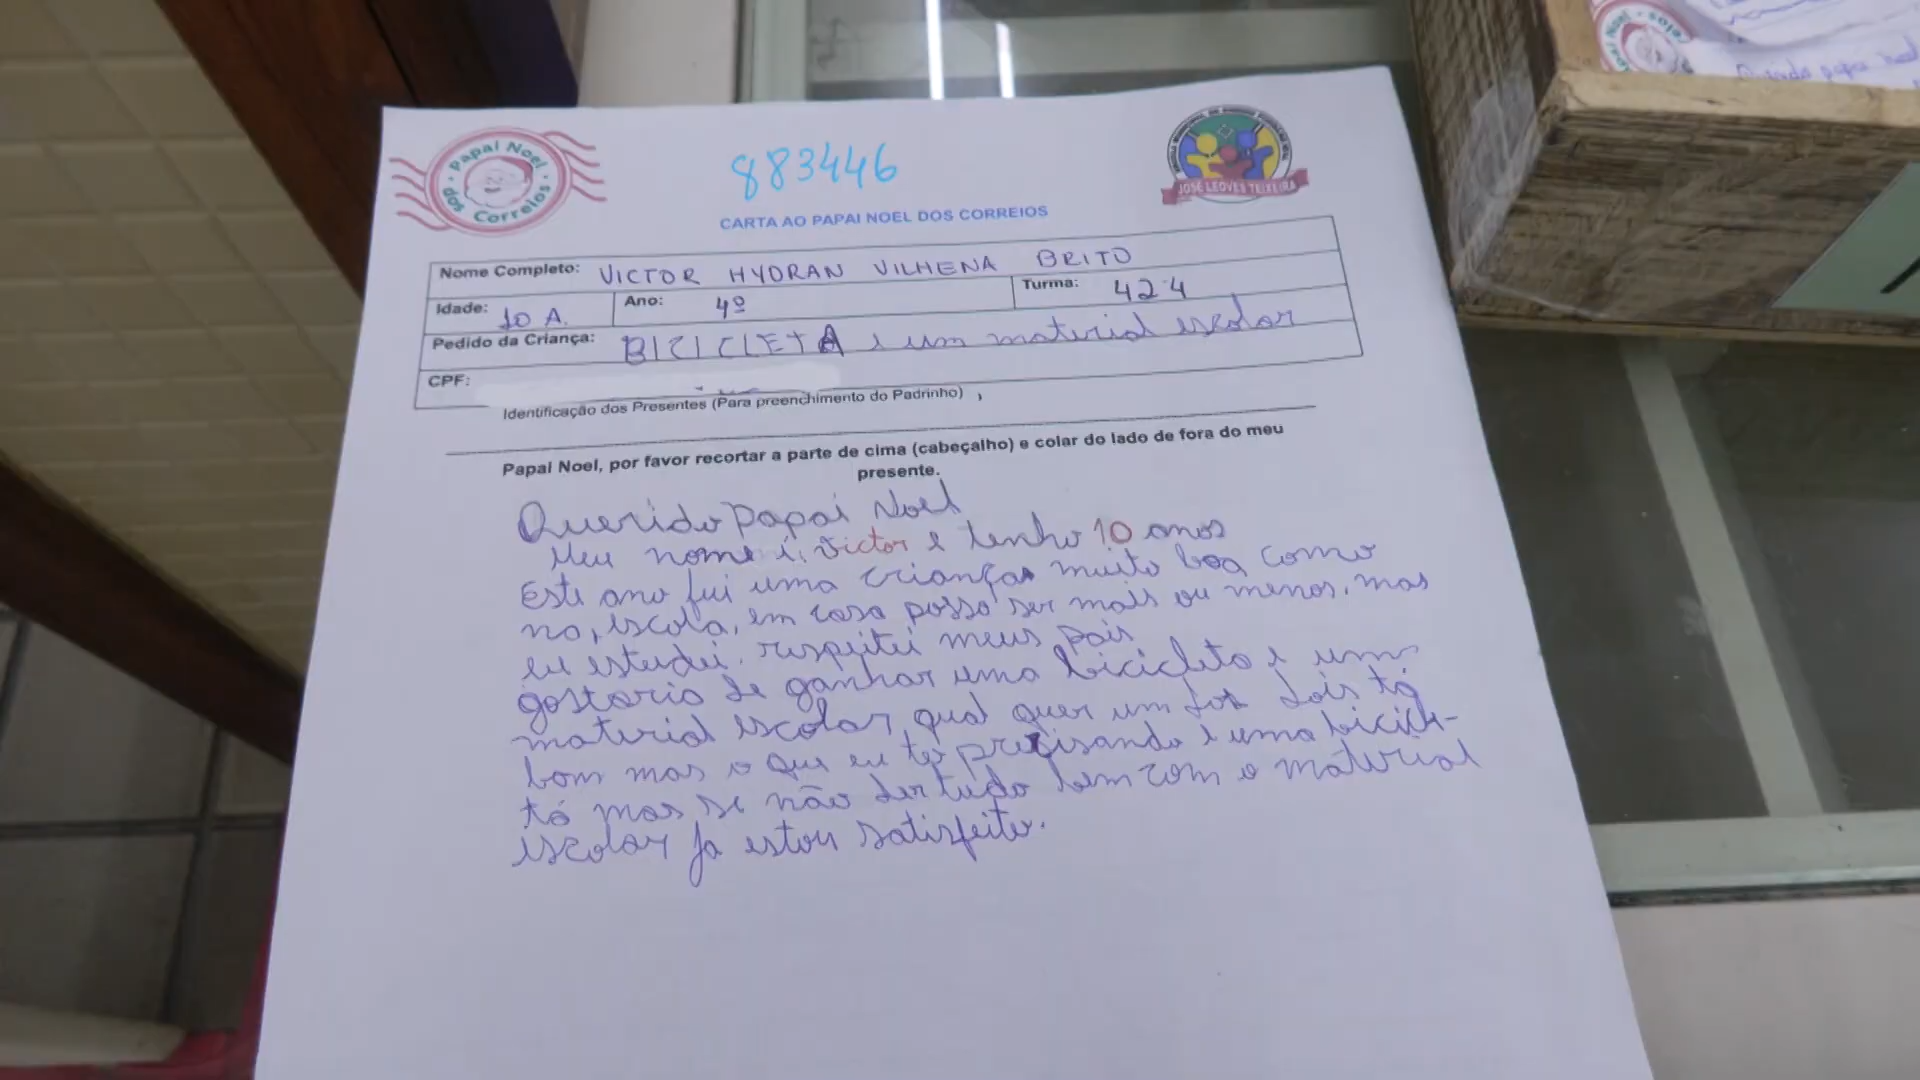 Papai Noel dos Correios
883446
JOSÉ LEOVES TEIXEIRA
CARTA AO PAPAI NOEL DOS CORREIOS
Nome Completo: VICTOR HYDRAN VILHENA BRITO
Idade: 10 A. Ano: 4º Turma: 424
Pedido da Criança: BICICLETA e um material escolar
CPF:
Identificação dos Presentes (Para preenchimento do Padrinho)
Papai Noel, por favor recortar a parte de cima (cabeçalho) e colar do lado de fora do meu
presente.
Querido Papai Noel
Meu nome é, victor e tenho 10 anos
Este ano fui uma criança muito boa como
na, escola, em casa posso ser mais ou menos, mas
eu estudei, respeitei meus pais
gostaria de ganhar uma bicicleta e um
material escolar, qual quer um dos dois tá
bom mas o que eu tô precisando é uma bicicle-
tá mas se não der tudo bem com o material
escolar ja estou satisfeito.
Papai Noel
Querido papai noel